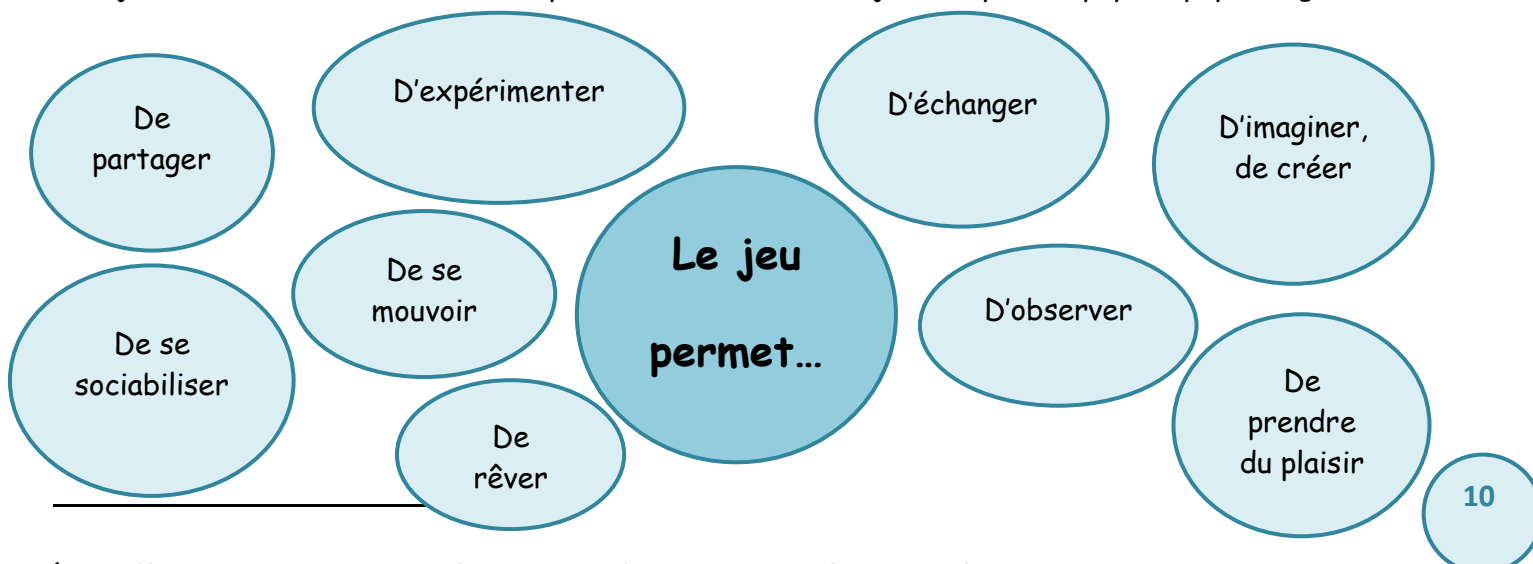 De
partager
D'expérimenter
D'échanger
D'imaginer,
de créer
De se
mouvoir
Le jeu
permet...
D'observer
De se
sociabiliser
De
rêver
De
prendre
du plaisir
10